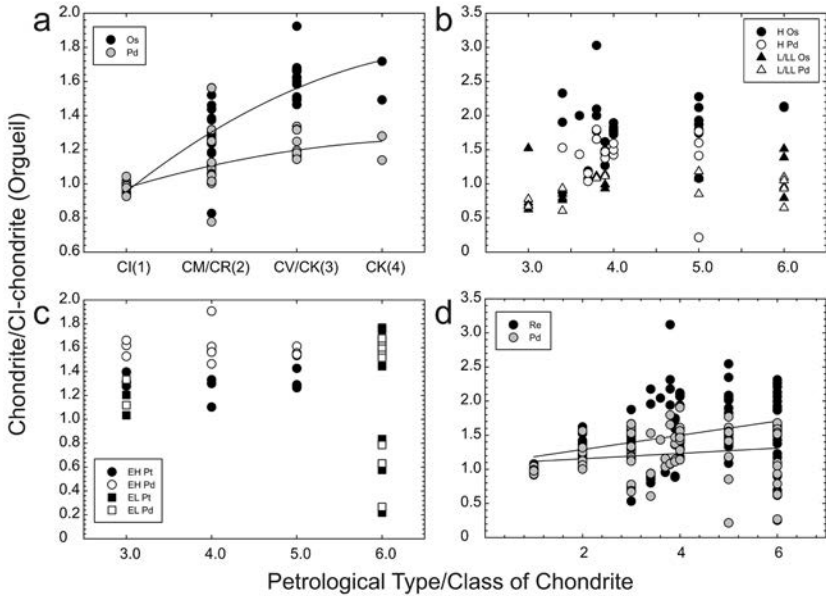 a
Os
Pd
2.0
1.8
1.6
1.4
1.2
1.0
0.8
0.6
CI(1) CM/CR(2) CV/CK(3) CK(4)
b
H Os
H Pd
L/LL Os
L/LL Pd
3.5
3.0
2.5
2.0
1.5
1.0
0.5
0
3.0 4.0 5.0 6.0
c
EH Pt
EH Pd
EL Pt
EL Pd
2.0
1.8
1.6
1.4
1.2
1.0
0.8
0.6
0.4
0.2
0
3.0 4.0 5.0 6.0
d
Re
Pd
3.5
3.0
2.5
2.0
1.5
1.0
0.5
0
2 4 6
Chondrite/CI-chondrite (Orgueil)
Petrological Type/Class of Chondrite